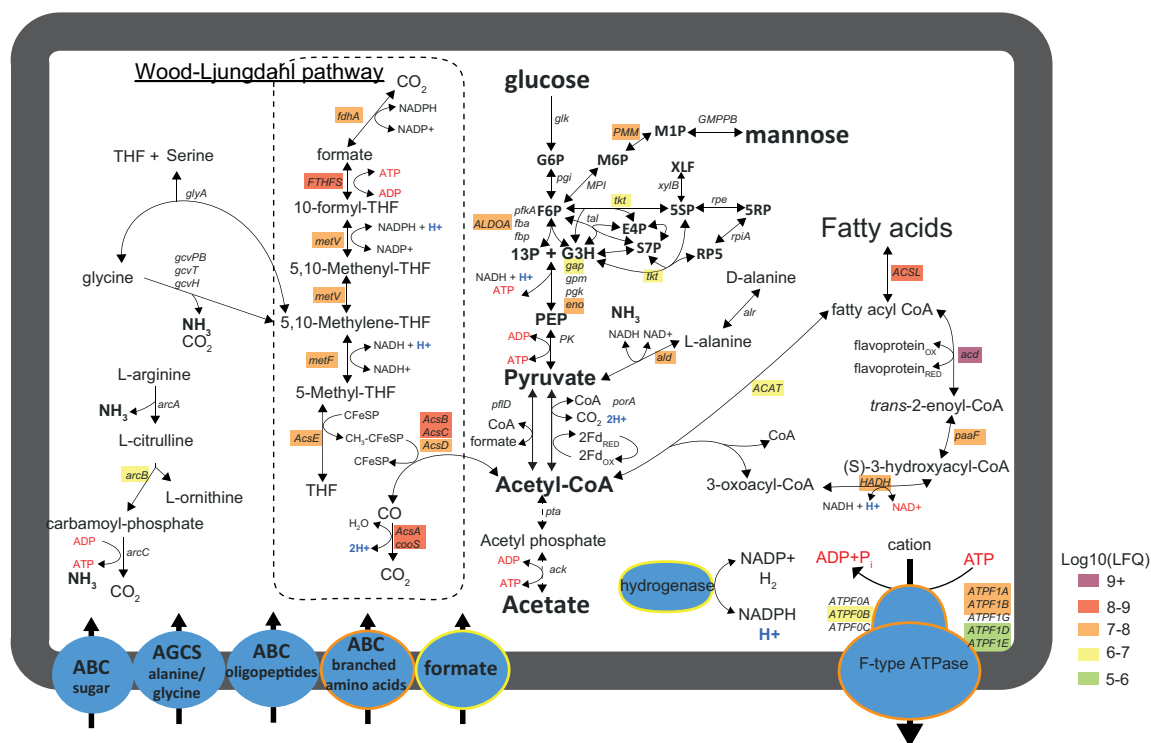 Wood-Ljungdahl pathway
CO2
fdhA
NADPH
NADP+
formate
FTHFS
ATP
ADP
10-formyl-THF
metV
NADPH + H+
NADP+
5,10-Methenyl-THF
metV
5,10-Methylene-THF
metF
NADH + H+
NADH+
5-Methyl-THF
AcsE
CFeSP
CH3-CFeSP
CFeSP
AcsB
AcsC
AcsD
THF
CO
H2O
2H+
AcsA
cooS
CO2
THF + Serine
glyA
glycine
gcvPB
gcvT
gcvH
NH3
CO2
L-arginine
NH3
arcA
L-citrulline
arcB
L-ornithine
carbamoyl-phosphate
ADP
ATP
arcC
NH3
CO2
glucose
glk
G6P
pgi
M6P
MPI
PMM
M1P
GMPPB
mannose
XLF
xylB
ALDOA
pfkA
fba
fbp
F6P
tkt
5SP
rpe
5RP
tal
E4P
S7P
rpiA
RP5
13P + G3H
tkt
NADH + H+
ATP
gap
gpm
pgk
eno
PEP
ADP
ATP
PK
NH3
NADH NAD+
ald
L-alanine
alr
D-alanine
Pyruvate
pflD
CoA
formate
CoA
porA
CO2 2H+
2FdRED
2FdOX
Acetyl-CoA
pta
Acetyl phosphate
ADP
ATP
ack
Acetate
Fatty acids
ACSL
fatty acyl CoA
flavoproteinOX
flavoproteinRED
acd
trans-2-enoyl-CoA
paaF
(S)-3-hydroxyacyl-CoA
HADH
NADH + H+
NAD+
3-oxoacyl-CoA
CoA
ACAT
hydrogenase
NADP+
H2
NADPH
H+
ADP+Pi
cation
ATP
ATPF0A
ATPF0B
ATPF0C
ATPF1A
ATPF1B
ATPF1G
ATPF1D
ATPF1E
F-type ATPase
Log10(LFQ)
9+
8-9
7-8
6-7
5-6
ABC
sugar
AGCS
alanine/
glycine
ABC
oligopeptides
ABC
branched
amino acids
formate